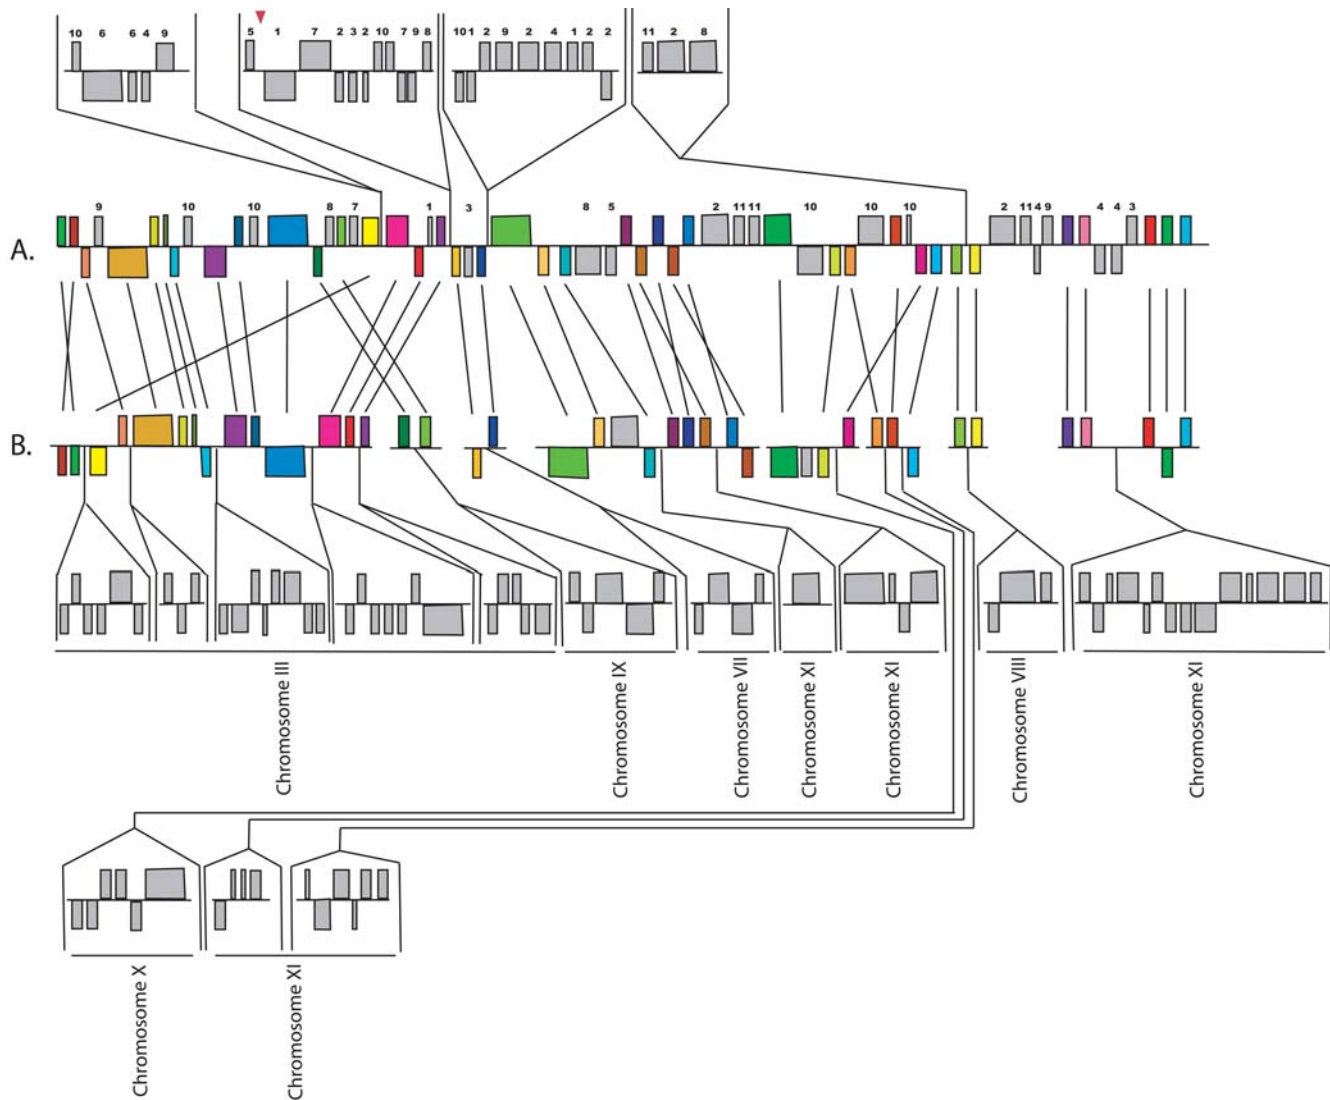 10 6 6 4 9 5 1 7 2 3 2 10 7 9 8 10 1 2 9 2 4 1 2 2 11 2 8
9 10 10 8 7 1 3 8 5 2 11 11 10 10 10 2 11 4 9 4 4 3
A.
B.
Chromosome III
Chromosome IX
Chromosome VII
Chromosome XI
Chromosome XI
Chromosome VIII
Chromosome XI
Chromosome X
Chromosome XI